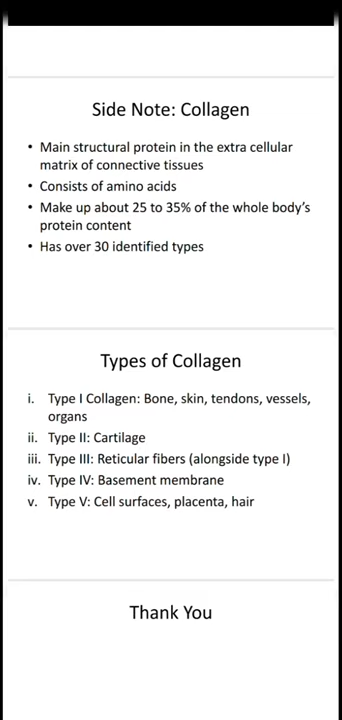 Side Note: Collagen
• Main structural protein in the extra cellular
matrix of connective tissues
• Consists of amino acids
• Make up about 25 to 35% of the whole body's
protein content
• Has over 30 identified types
Types of Collagen
i. Type I Collagen: Bone, skin, tendons, vessels,
organs
ii. Type II: Cartilage
iii. Type III: Reticular fibers (alongside type I)
iv. Type IV: Basement membrane
v. Type V: Cell surfaces, placenta, hair
Thank You